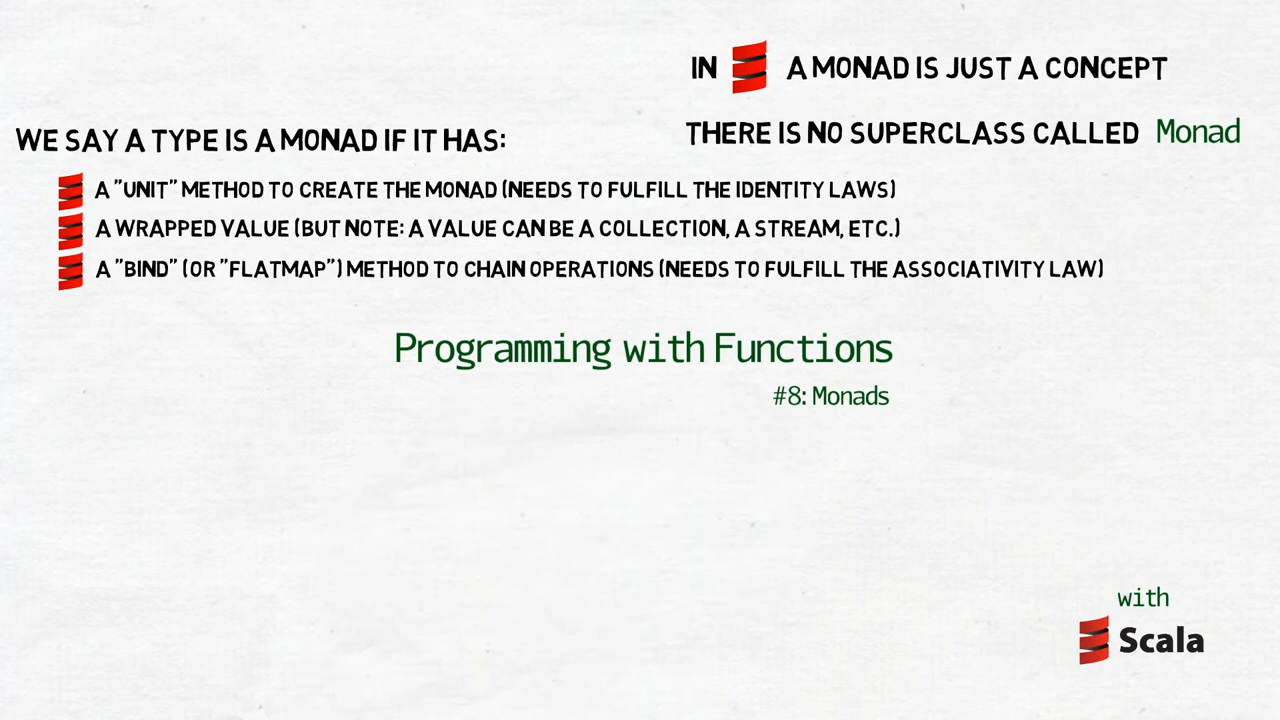 IN A MONAD IS JUST A CONCEPT
THERE IS NO SUPERCLASS CALLED Monad
WE SAY A TYPE IS A MONAD IF IT HAS:
A "UNIT" METHOD TO CREATE THE MONAD (NEEDS TO FULFILL THE IDENTITY LAWS)
A WRAPPED VALUE (BUT NOTE: A VALUE CAN BE A COLLECTION, A STREAM, ETC.)
A "BIND" (OR "FLATMAP") METHOD TO CHAIN OPERATIONS (NEEDS TO FULFILL THE ASSOCIATIVITY LAW)
Programming with Functions
#8: Monads
with
Scala